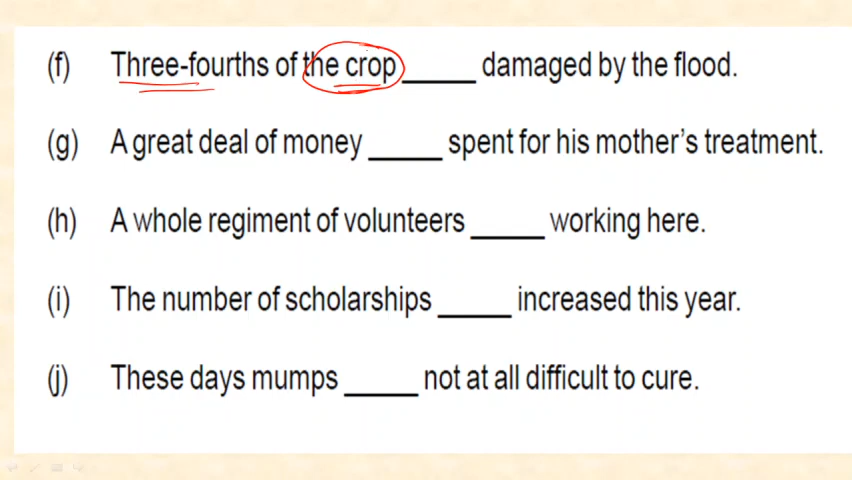 (f) Three-fourths of the crop _____ damaged by the flood.
(g) A great deal of money _____ spent for his mother's treatment.
(h) A whole regiment of volunteers _____ working here.
(i) The number of scholarships _____ increased this year.
(j) These days mumps _____ not at all difficult to cure.